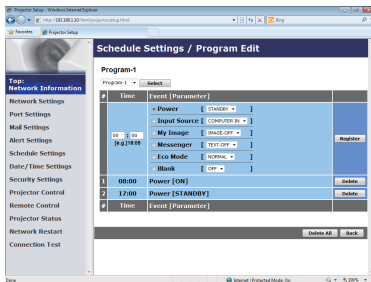 Projector Setup - Windows Internet Explorer
http://192.168.1.10/html/projectorsetup.html
Bing
Favorites Projector Setup
Schedule Settings / Program Edit
Program-1
Program-1 Select
Top:
Network Information
Network Settings
Port Settings
Mail Settings
Alert Settings
Schedule Settings
Date/Time Settings
Security Settings
Projector Control
Remote Control
Projector Status
Network Restart
Connection Test
# Time Event [Parameter]
00 : 00
[e.g.]18:08
Power [ STANDBY ]
Input Source [ COMPUTER IN ]
My Image [ IMAGE-OFF ]
Messenger [ TEXT-OFF ]
Eco Mode [ NORMAL ]
Blank [ OFF ]
Register
1 08:00 Power [ON] Delete
2 17:00 Power [STANDBY] Delete
# Time Event [Parameter]
Delete All Back
Done Internet | Protected Mode: On 100%